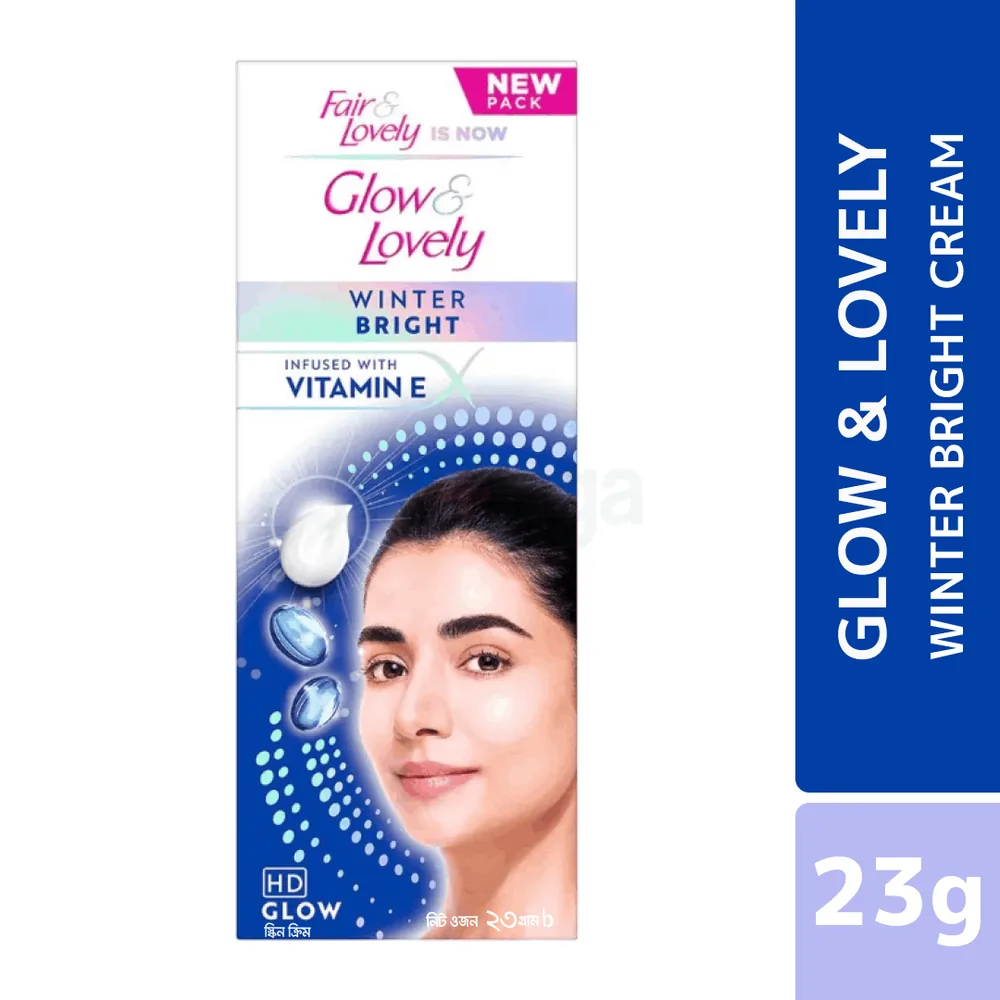 NEW
PACK
Fair &
Lovely IS NOW
Glow &
Lovely
WINTER
BRIGHT
INFUSED WITH
VITAMIN E
HD
GLOW
স্কিন ক্রিম
নিট ওজন ২৩ গ্রাম
GLOW & LOVELY
WINTER BRIGHT CREAM
23g